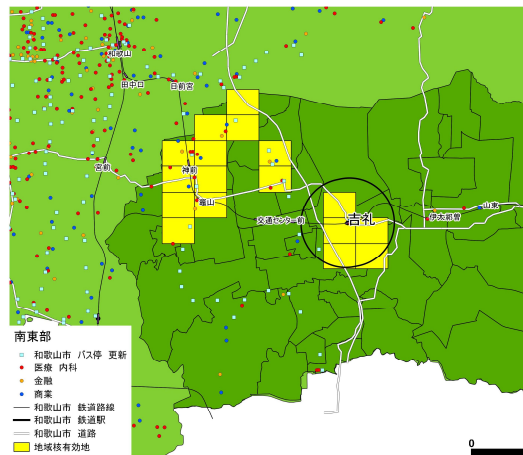 和歌山
田中口
日前宮
宮前
神前
竈山
交通センター前
吉礼
伊太祈曽
山東
南東部
和歌山市 バス停 更新
医療 内科
金融
商業
和歌山市 鉄道路線
和歌山市 鉄道駅
和歌山市 道路
地域核有効地
0